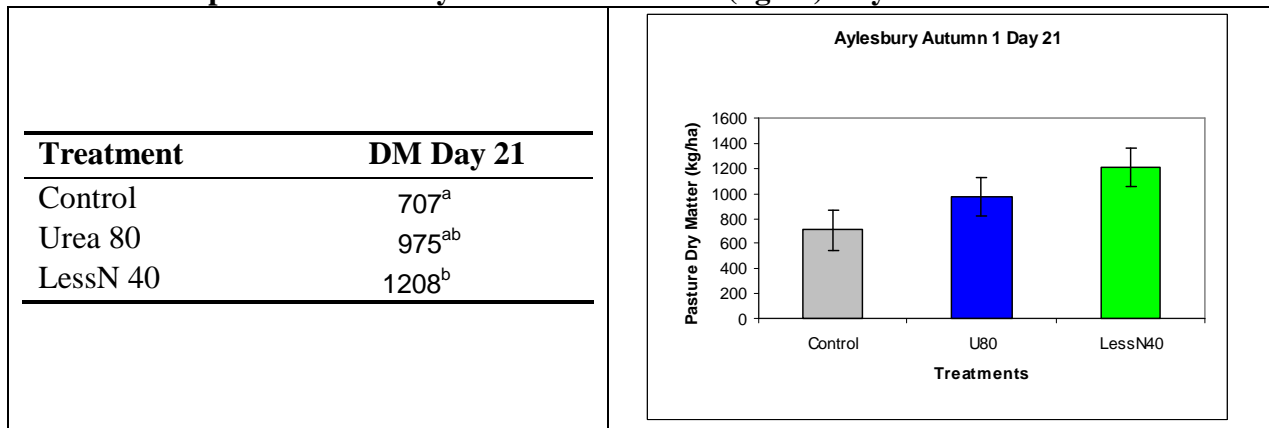 Treatment DM Day 21
Control 707a
Urea 80 975ab
LessN 40 1208b
Aylesbury Autumn 1 Day 21
Pasture Dry Matter (kg/ha)
1600
1400
1200
1000
800
600
400
200
0
Control U80 LessN40
Treatments